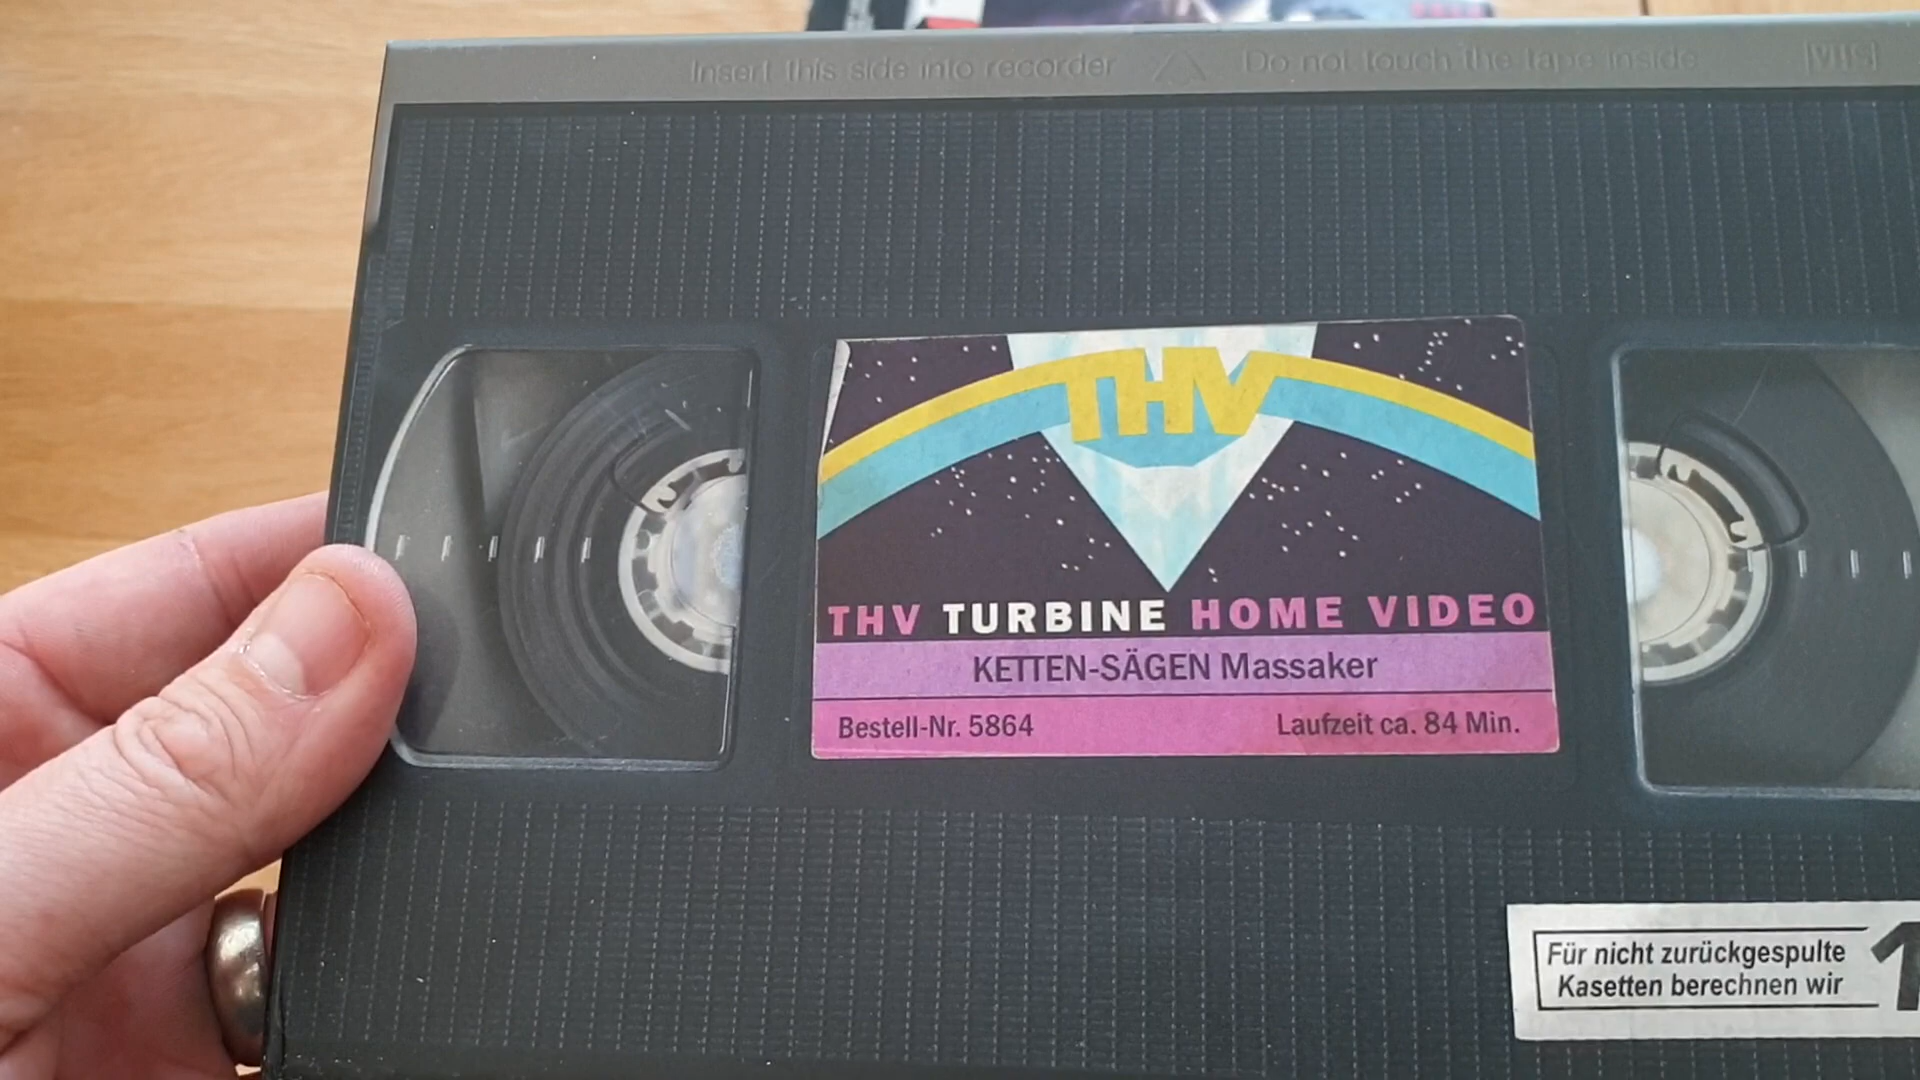 Insert this side into recorder Do not touch the tape inside VHS
THV
THV TURBINE HOME VIDEO
KETTEN-SÄGEN Massaker
Bestell-Nr. 5864 Laufzeit ca. 84 Min.
Für nicht zurückgespulte
Kasetten berechnen wir
1